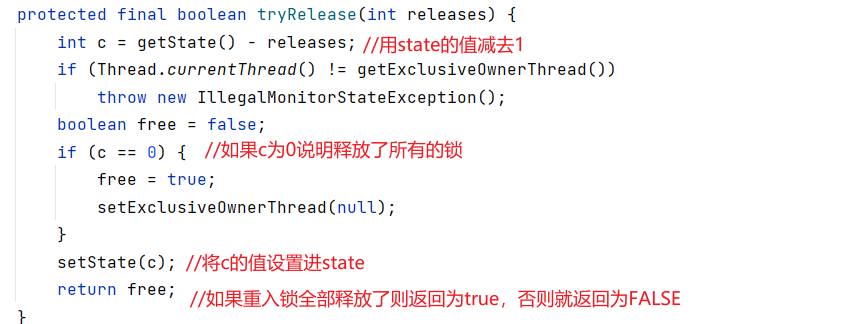 protected final boolean tryRelease(int releases) {
int c = getState() - releases; //用state的值减去1
if (Thread.currentThread() != getExclusiveOwnerThread())
throw new IllegalMonitorStateException();
boolean free = false;
if (c == 0) { //如果c为0说明释放了所有的锁
free = true;
setExclusiveOwnerThread(null);
}
setState(c); //将c的值设置进state
return free; //如果重入锁全部释放了则返回为true，否则就返回为FALSE
}